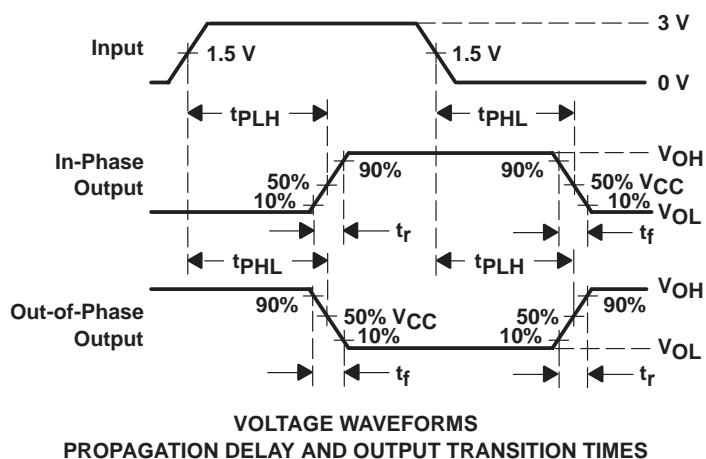 3 V
Input
1.5 V
1.5 V
0 V
tPLH
tPHL
In-Phase
Output
VOH
90%
90%
50%
50% VCC
10%
10%
VOL
tr
tf
tPHL
tPLH
Out-of-Phase
Output
VOH
90%
90%
50% VCC
50%
10%
10%
VOL
tf
tr
VOLTAGE WAVEFORMS
PROPAGATION DELAY AND OUTPUT TRANSITION TIMES